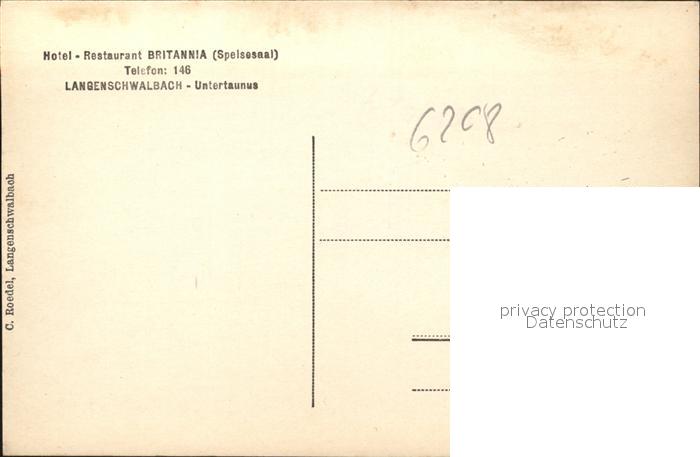 Hotel - Restaurant BRITANNIA (Speisesaal)
Telefon: 146
LANGENSCHWALBACH - Untertaunus
6208
C. Roedel, Langenschwalbach
privacy protection
Datenschutz